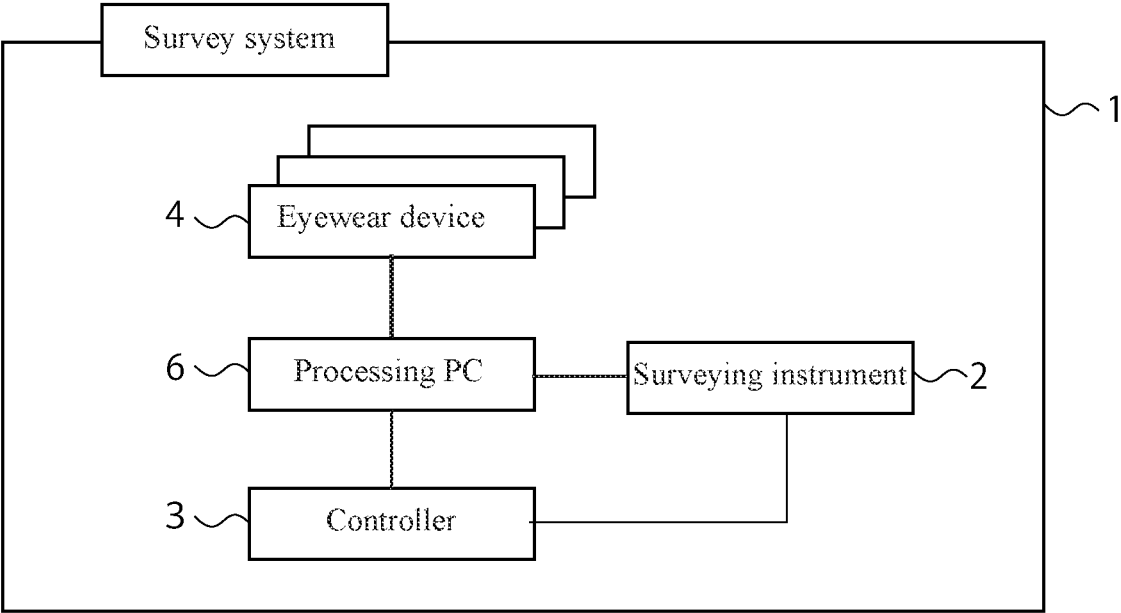 Survey system
1
4
Eyewear device
6
Processing PC
Surveying instrument
2
3
Controller